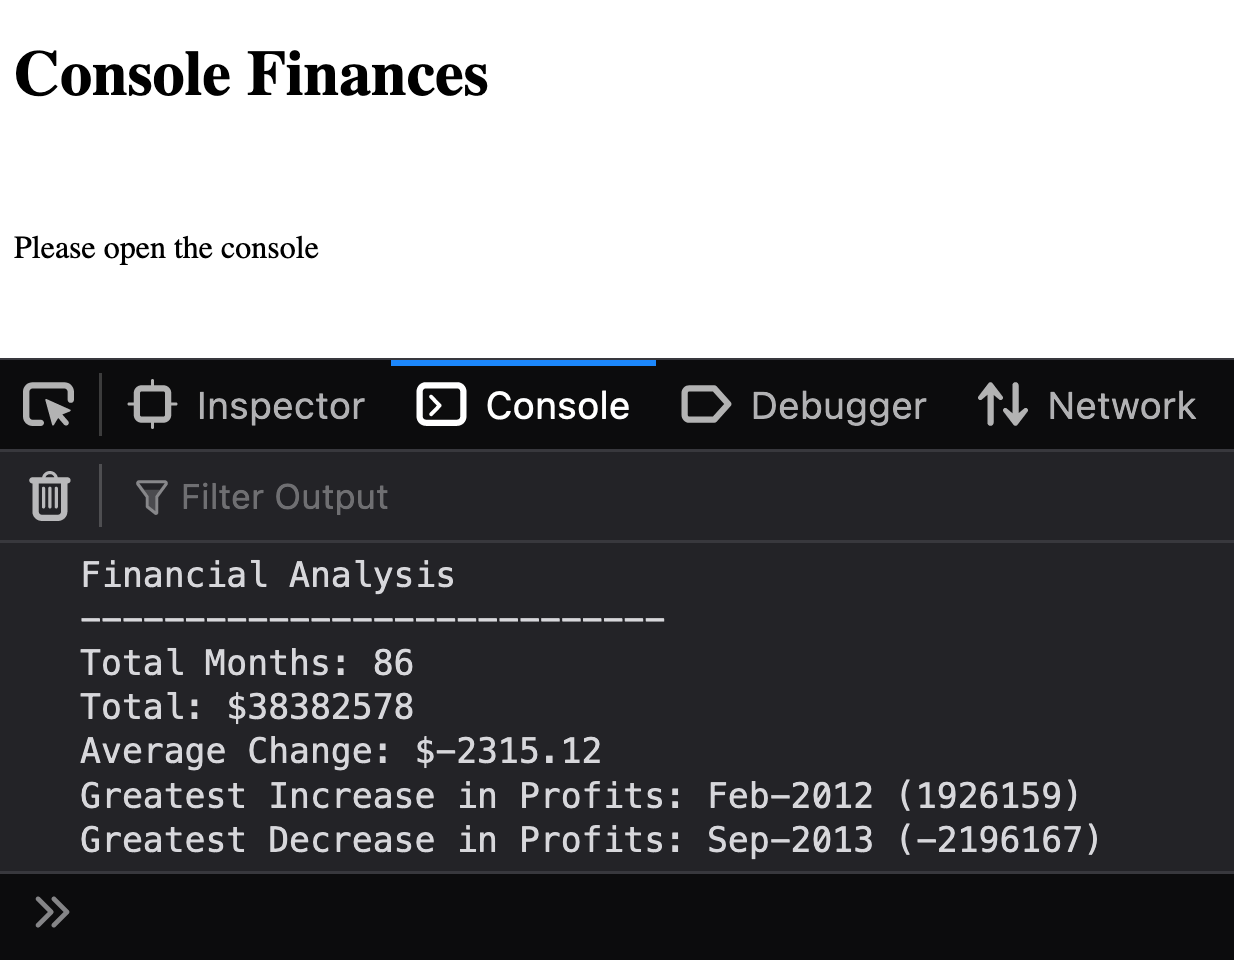 Console Finances
Please open the console
Inspector Console Debugger Network
Filter Output
Financial Analysis
----------------------------
Total Months: 86
Total: $38382578
Average Change: $-2315.12
Greatest Increase in Profits: Feb-2012 (1926159)
Greatest Decrease in Profits: Sep-2013 (-2196167)